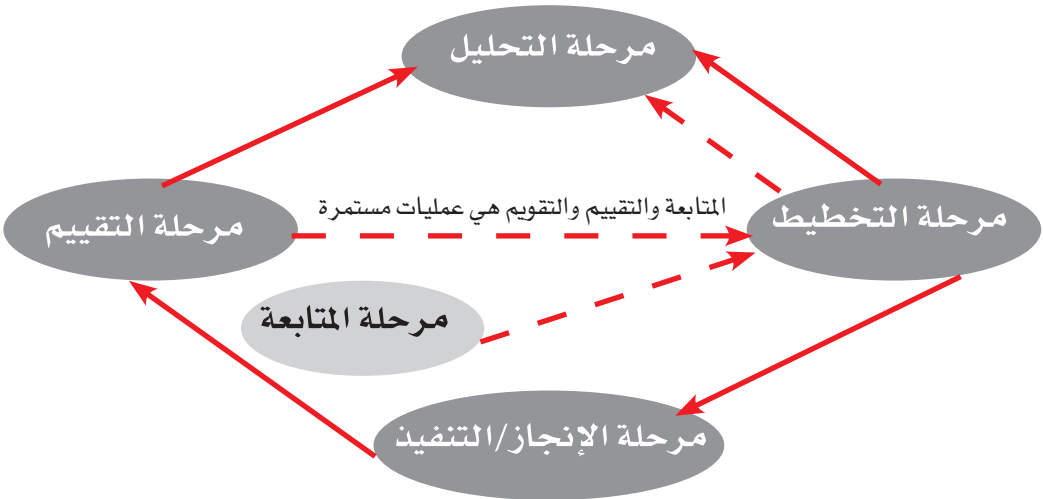 مرحلة التحليل
المتابعة والتقييم والتقويم هي عمليات مستمرة
مرحلة التخطيط
مرحلة التقييم
مرحلة المتابعة
مرحلة الإنجاز/التنفيذ